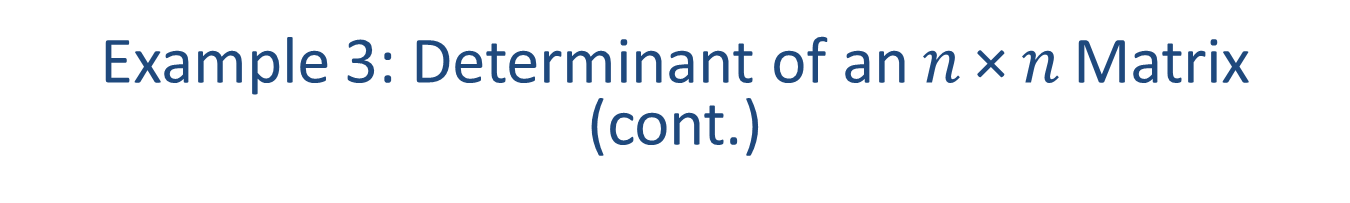 Example 3: Determinant of an 𝑛 × 𝑛 Matrix
(cont.)